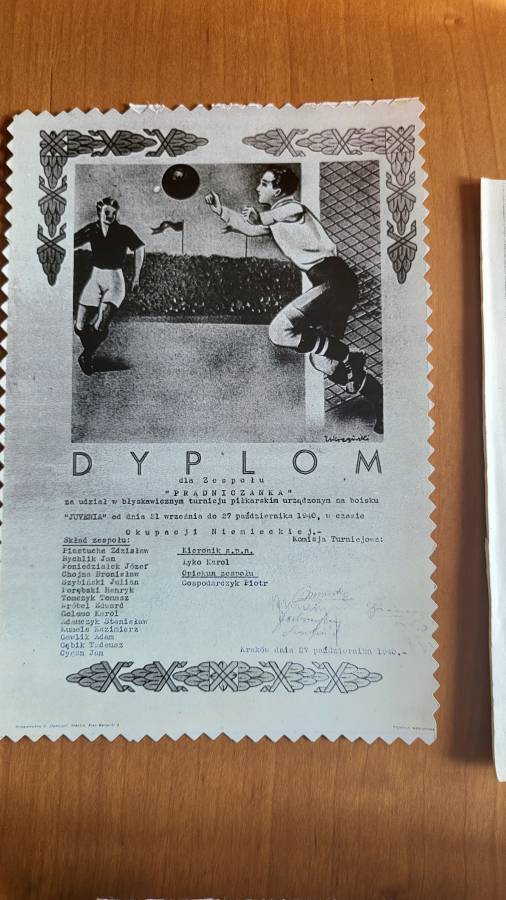 DYPLOM
dla Zespołu
"PRĄDNICZANKA"
za udział w błyskawicznym turnieju piłkarskim urządzonym na boisku
"JUVENIA" od dnia 21 września do 27 października 1940, w czasie
Okupacji Niemieckiej.-
Skład zespołu: Komisja Turniejowa:
Piestucha Zdzisław Kieronik s.p.n.
Rychlik Jan Łyko Karol
Poniedziałek Józef Opiekun zespołu
Chojna Bronisław Gospodarczyk Piotr
Szybiński Julian
Porębski Henryk
Tomczyk Tomasz
Wróbel Edward
Golemo Karol
Adamczyk Stanisław
Kumala Kazimierz
Gawlik Adam
Gębik Tadeusz
Cygan Jan
Kraków dnia 27 października 1940.-